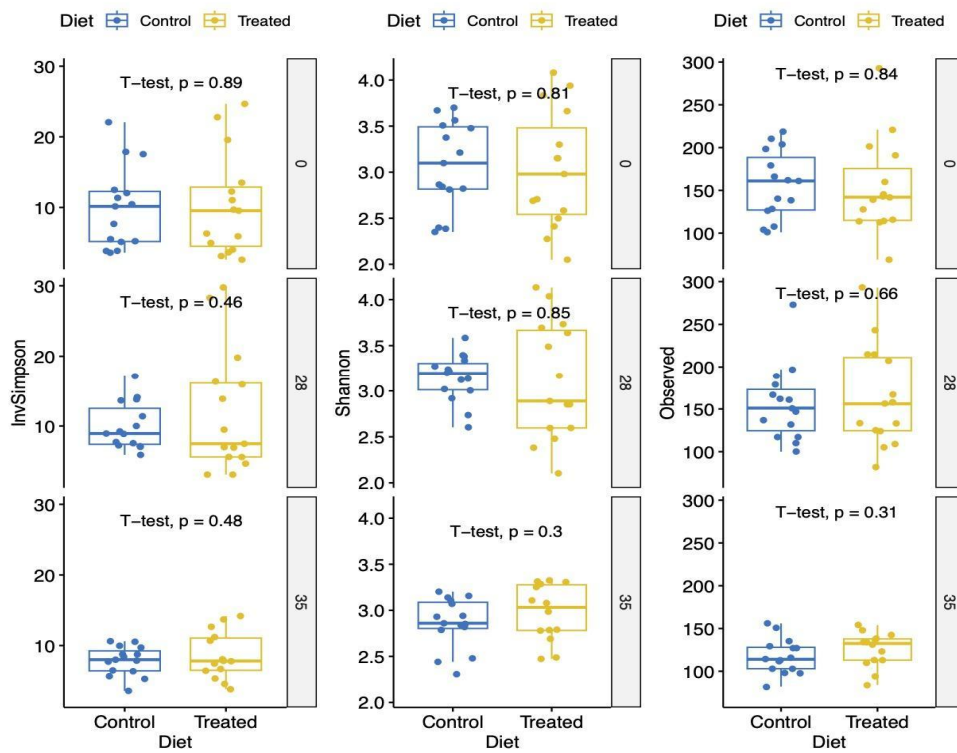 Diet Control Treated
Diet Control Treated
Diet Control Treated
InvSimpson
30
20
10
T-test, p = 0.89
0
30
20
10
T-test, p = 0.46
28
30
20
10
T-test, p = 0.48
35
Control Treated
Diet
Shannon
4.0
3.5
3.0
2.5
2.0
T-test, p = 0.81
0
4.0
3.5
3.0
2.5
2.0
T-test, p = 0.85
28
4.0
3.5
3.0
2.5
2.0
T-test, p = 0.3
35
Control Treated
Diet
Observed
300
250
200
150
100
T-test, p = 0.84
0
300
250
200
150
100
T-test, p = 0.66
28
300
250
200
150
100
T-test, p = 0.31
35
Control Treated
Diet